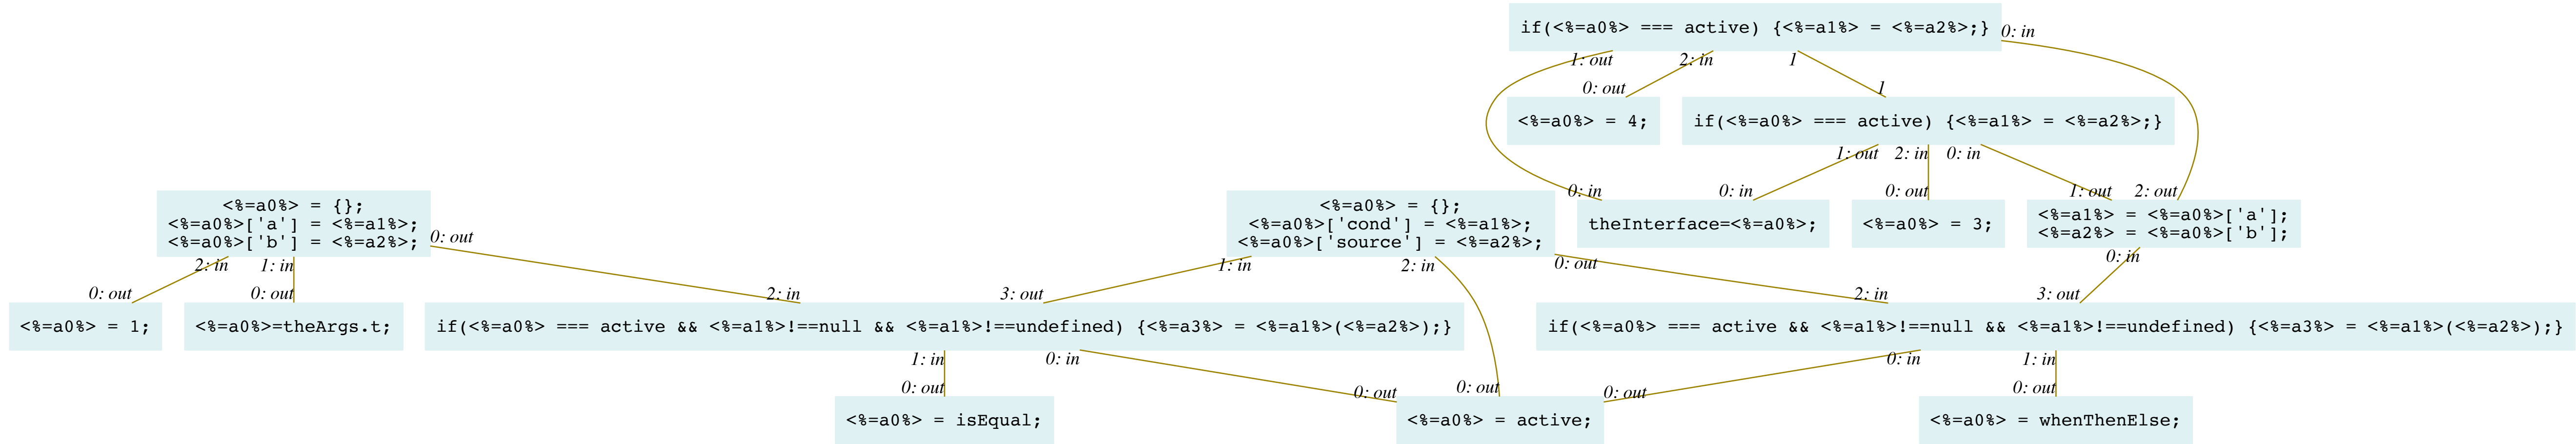 if(<%=a0%> === active) {<%=a1%> = <%=a2%>;}
0: in
1: out
2: in
1
0: out
1
<%=a0%> = 4;
if(<%=a0%> === active) {<%=a1%> = <%=a2%>;}
1: out
2: in
0: in
0: in
0: in
0: out
1: out
2: out
<%=a0%> = {};
<%=a0%>['a'] = <%=a1%>;
<%=a0%>['b'] = <%=a2%>;
0: out
<%=a0%> = {};
<%=a0%>['cond'] = <%=a1%>;
<%=a0%>['source'] = <%=a2%>;
theInterface=<%=a0%>;
<%=a0%> = 3;
<%=a1%> = <%=a0%>['a'];
<%=a2%> = <%=a0%>['b'];
2: in
1: in
1: in
2: in
0: out
0: in
0: out
0: out
2: in
3: out
2: in
3: out
<%=a0%> = 1;
<%=a0%>=theArgs.t;
if(<%=a0%> === active && <%=a1%>!==null && <%=a1%>!==undefined) {<%=a3%> = <%=a1%>(<%=a2%>);}
if(<%=a0%> === active && <%=a1%>!==null && <%=a1%>!==undefined) {<%=a3%> = <%=a1%>(<%=a2%>);}
1: in
0: in
0: in
1: in
0: out
0: out
0: out
0: out
0: out
<%=a0%> = isEqual;
<%=a0%> = active;
<%=a0%> = whenThenElse;